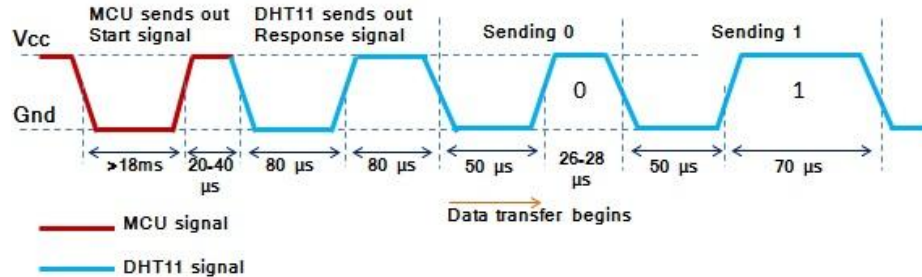 MCU sends out
Start signal
DHT11 sends out
Response signal
Sending 0
Sending 1
Vcc
0
1
Gnd
>18ms
20-40
µs
80 µs
80 µs
50 µs
26-28
µs
50 µs
70 µs
Data transfer begins
MCU signal
DHT11 signal